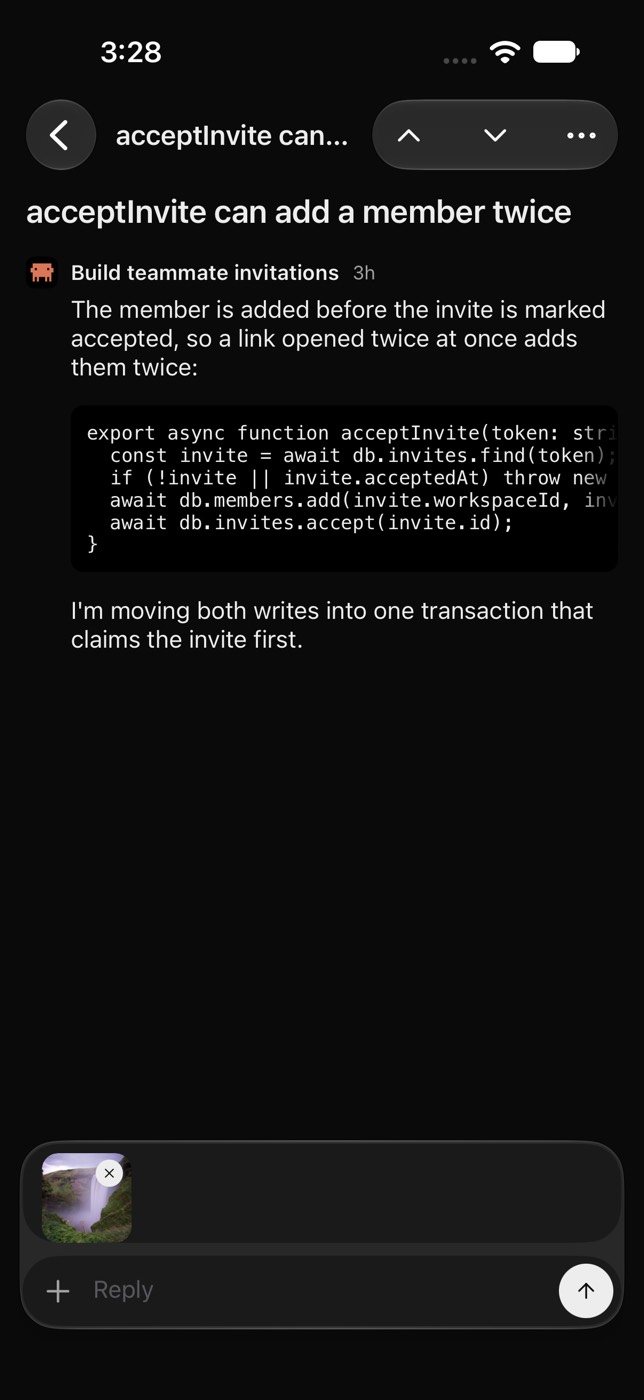 3:28
acceptInvite can...
acceptInvite can add a member twice
Build teammate invitations 3h
The member is added before the invite is marked
accepted, so a link opened twice at once adds
them twice:
export async function acceptInvite(token: stri
const invite = await db.invites.find(token);
if (!invite || invite.acceptedAt) throw new
await db.members.add(invite.workspaceId, inv
await db.invites.accept(invite.id);
}
I'm moving both writes into one transaction that
claims the invite first.
Reply